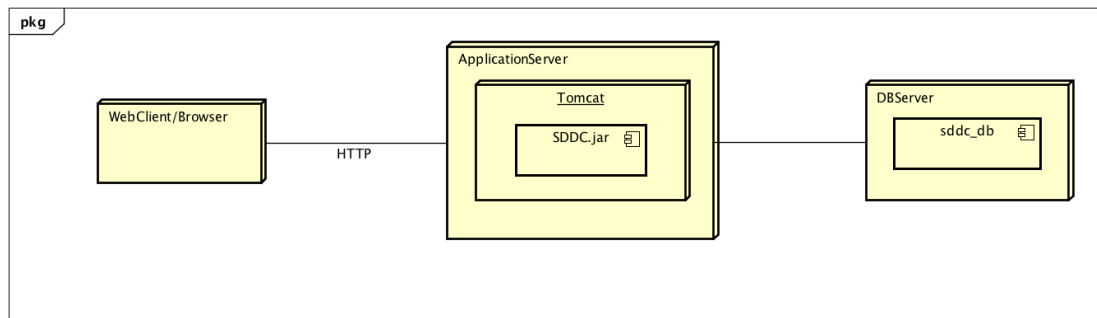 pkg
ApplicationServer
Tomcat
SDDC.jar
WebClient/Browser
HTTP
DBServer
sddc_db